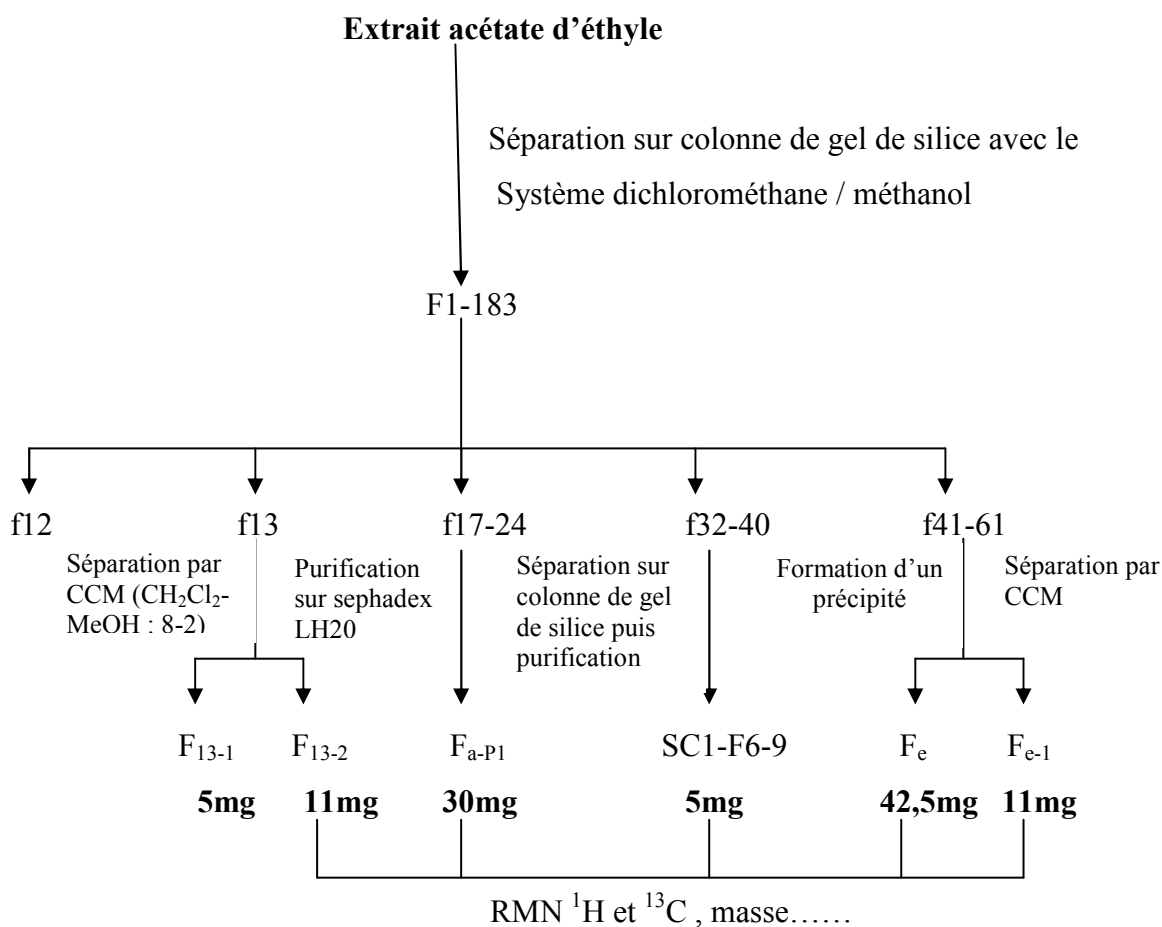 Extrait acétate d'éthyle
Séparation sur colonne de gel de silice avec le
Système dichlorométhane / méthanol
F1-183
f12
f13
f17-24
f32-40
f41-61
Séparation par
CCM (CH₂Cl₂-
MeOH : 8-2)
Purification
sur sephadex
LH20
Séparation sur
colonne de gel
de silice puis
purification
Formation d'un
précipité
Séparation par
CCM
F₁₃₋₁
F₁₃₋₂
Fₐ₋P1
SC1-F6-9
Fₑ
Fₑ₋₁
5mg
11mg
30mg
5mg
42,5mg
11mg
RMN ¹H et ¹³C , masse……